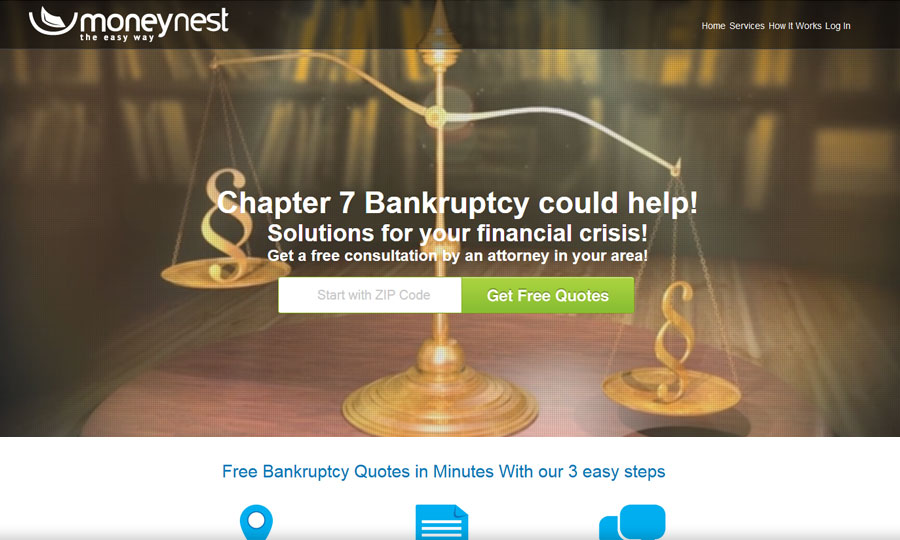 moneynest
the easy way
Home Services How It Works Log In
Chapter 7 Bankruptcy could help!
Solutions for your financial crisis!
Get a free consultation by an attorney in your area!
Start with ZIP Code
Get Free Quotes
Free Bankruptcy Quotes in Minutes With our 3 easy steps